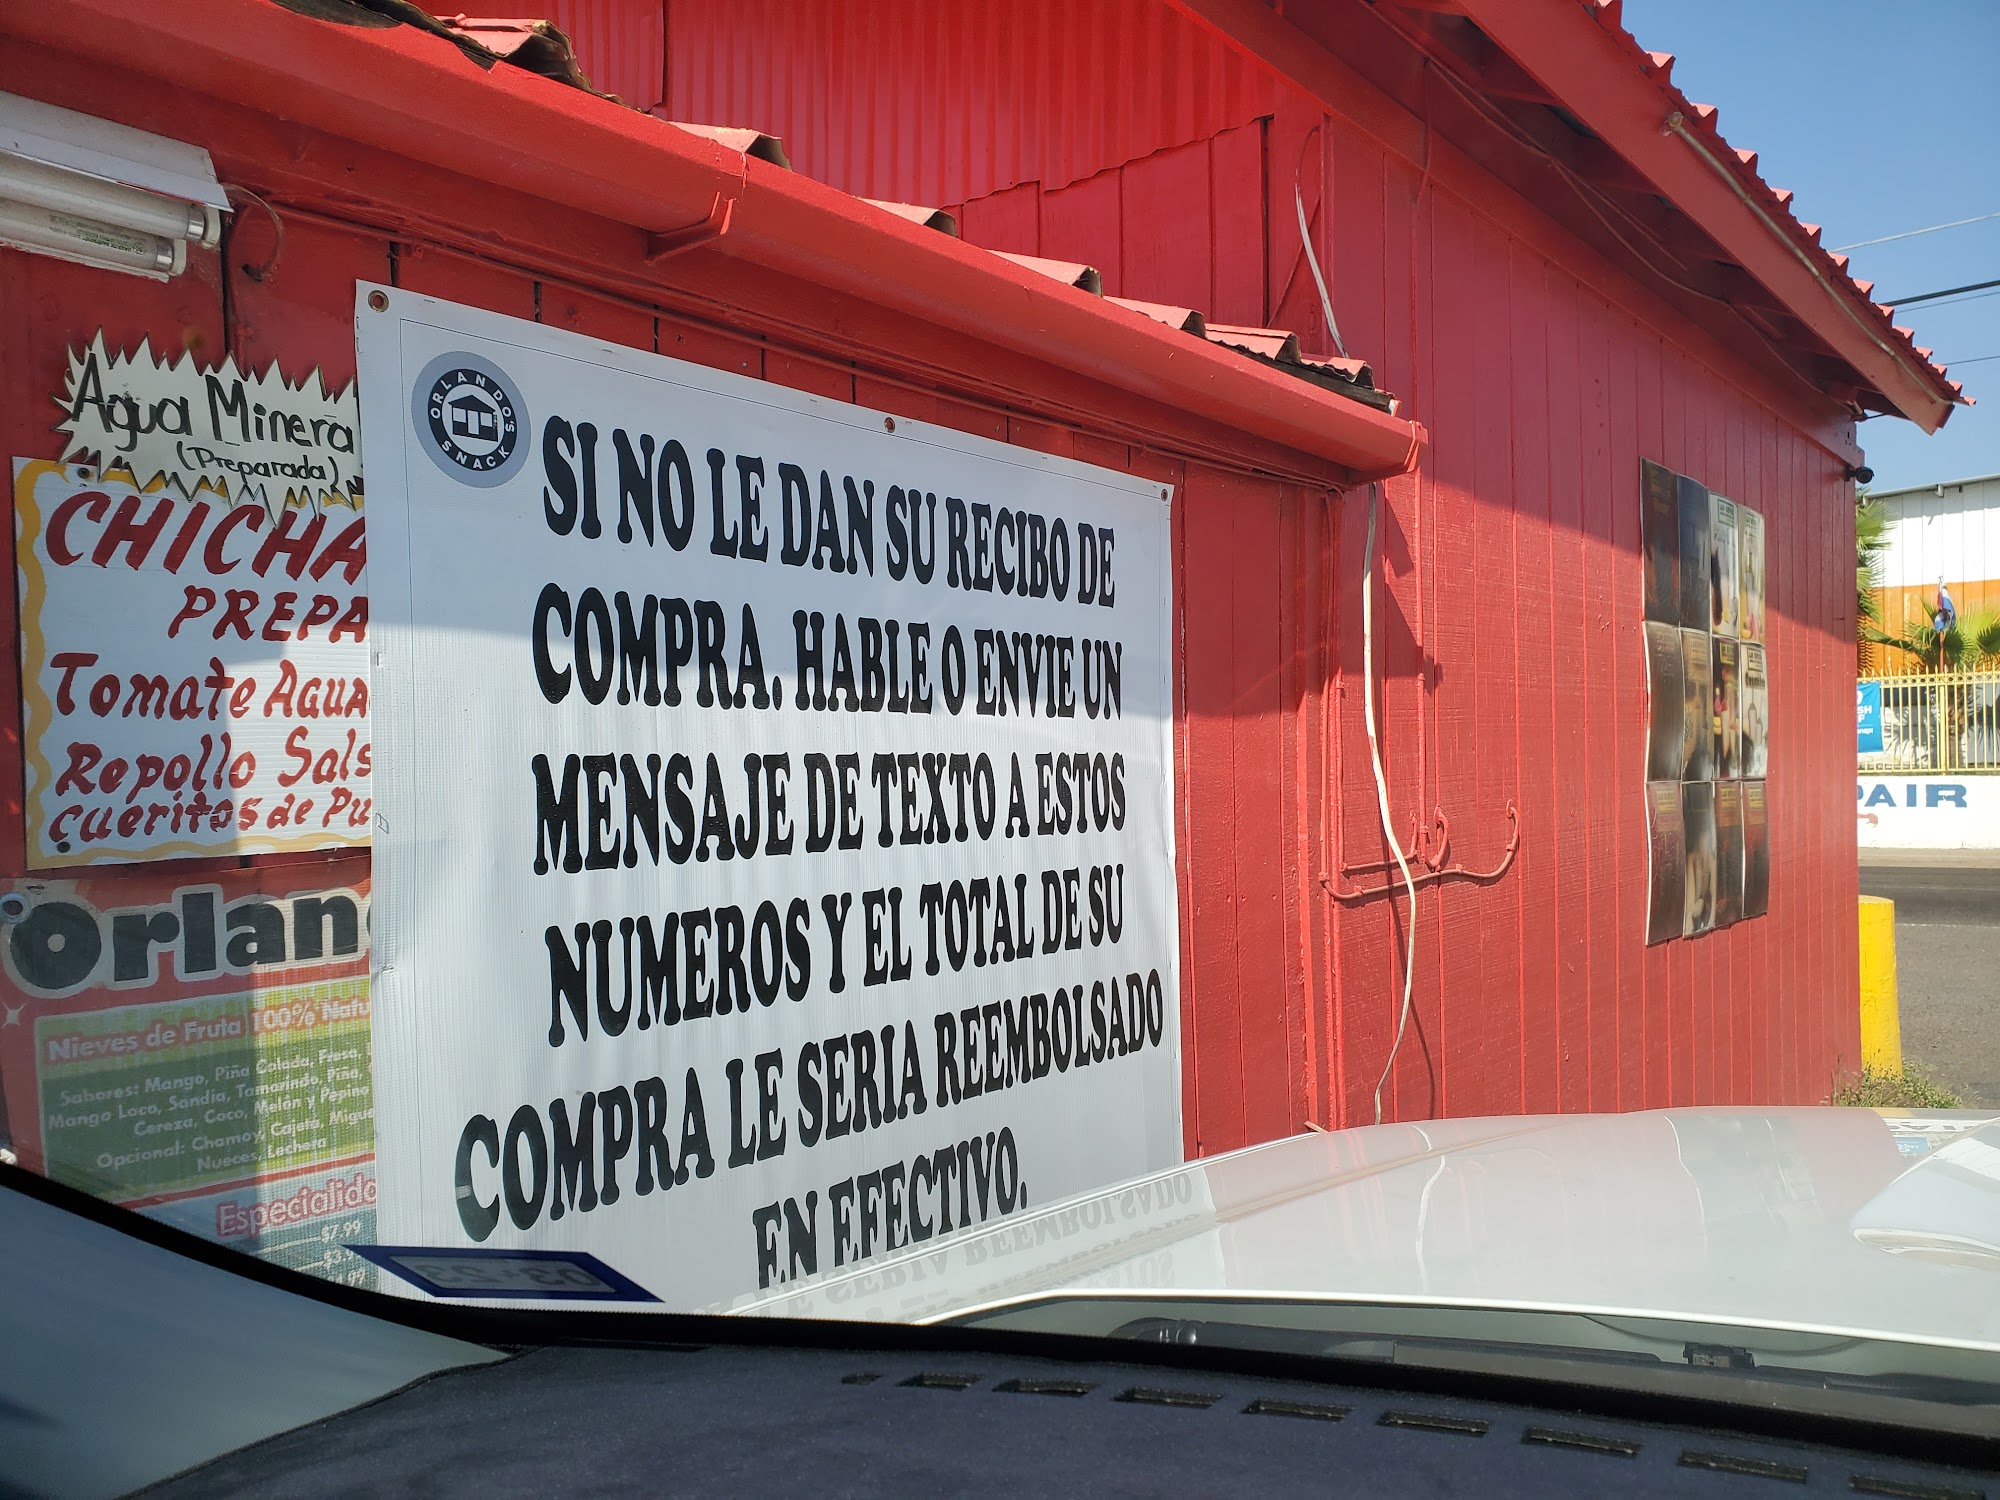 Agua Minera
(Preparada)
CHICHA
PREPA
Tomate Agua
Repollo Sals
cueritos de Pu
Orlan
Nieves de Fruta 100% Natu
Sabores: Mango, Piña Colada, Fresa,
Mango Loco, Sandia, Tamarindo, Piña,
Cereza, Coco, Melón y Pepino
Opcional: Chamoy, Cajeta, Migue
Nueces, Lechera
Especialida
$7.99
ORLANDO'S
SNACKS
SI NO LE DAN SU RECIBO DE
COMPRA. HABLE O ENVIE UN
MENSAJE DE TEXTO A ESTOS
NUMEROS Y EL TOTAL DE SU
COMPRA LE SERIA REEMBOLSADO
EN EFECTIVO.
PAIR